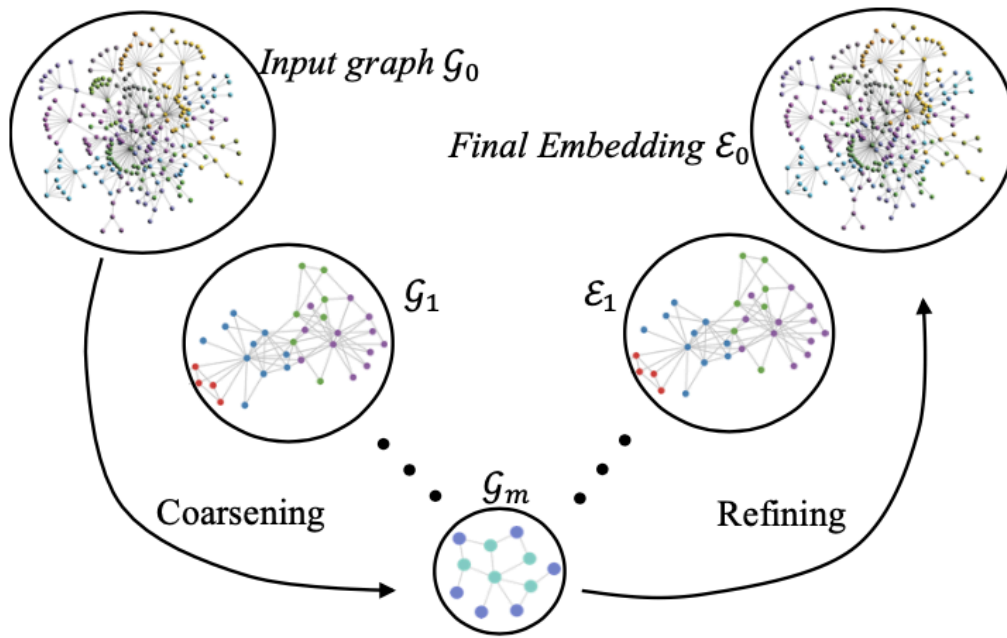 Input graph 𝒢₀
Final Embedding ℰ₀
𝒢₁
ℰ₁
𝒢ₘ
Coarsening
Refining